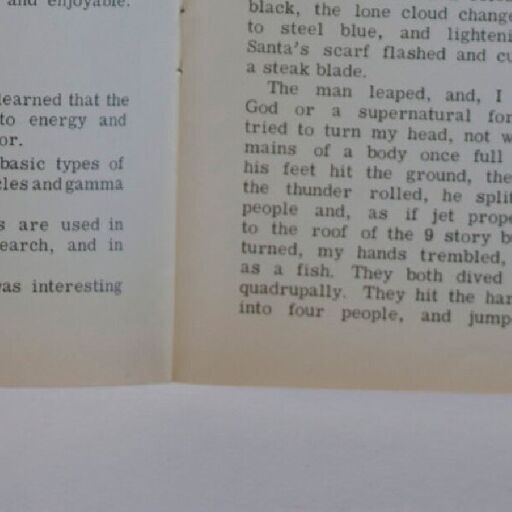 and enjoyable.
learned that the
to energy and
or.
basic types of
cles and gamma
s are used in
earch, and in
vas interesting
black, the lone cloud change
to steel blue, and lighteni
Santa's scarf flashed and cu
a steak blade.
The man leaped, and, I
God or a supernatural for
tried to turn my head, not w
mains of a body once full
his feet hit the ground, the
the thunder rolled, he split
people and, as if jet prope
to the roof of the 9 story b
turned, my hands trembled,
as a fish. They both dived
quadrupally. They hit the har
into four people, and jump